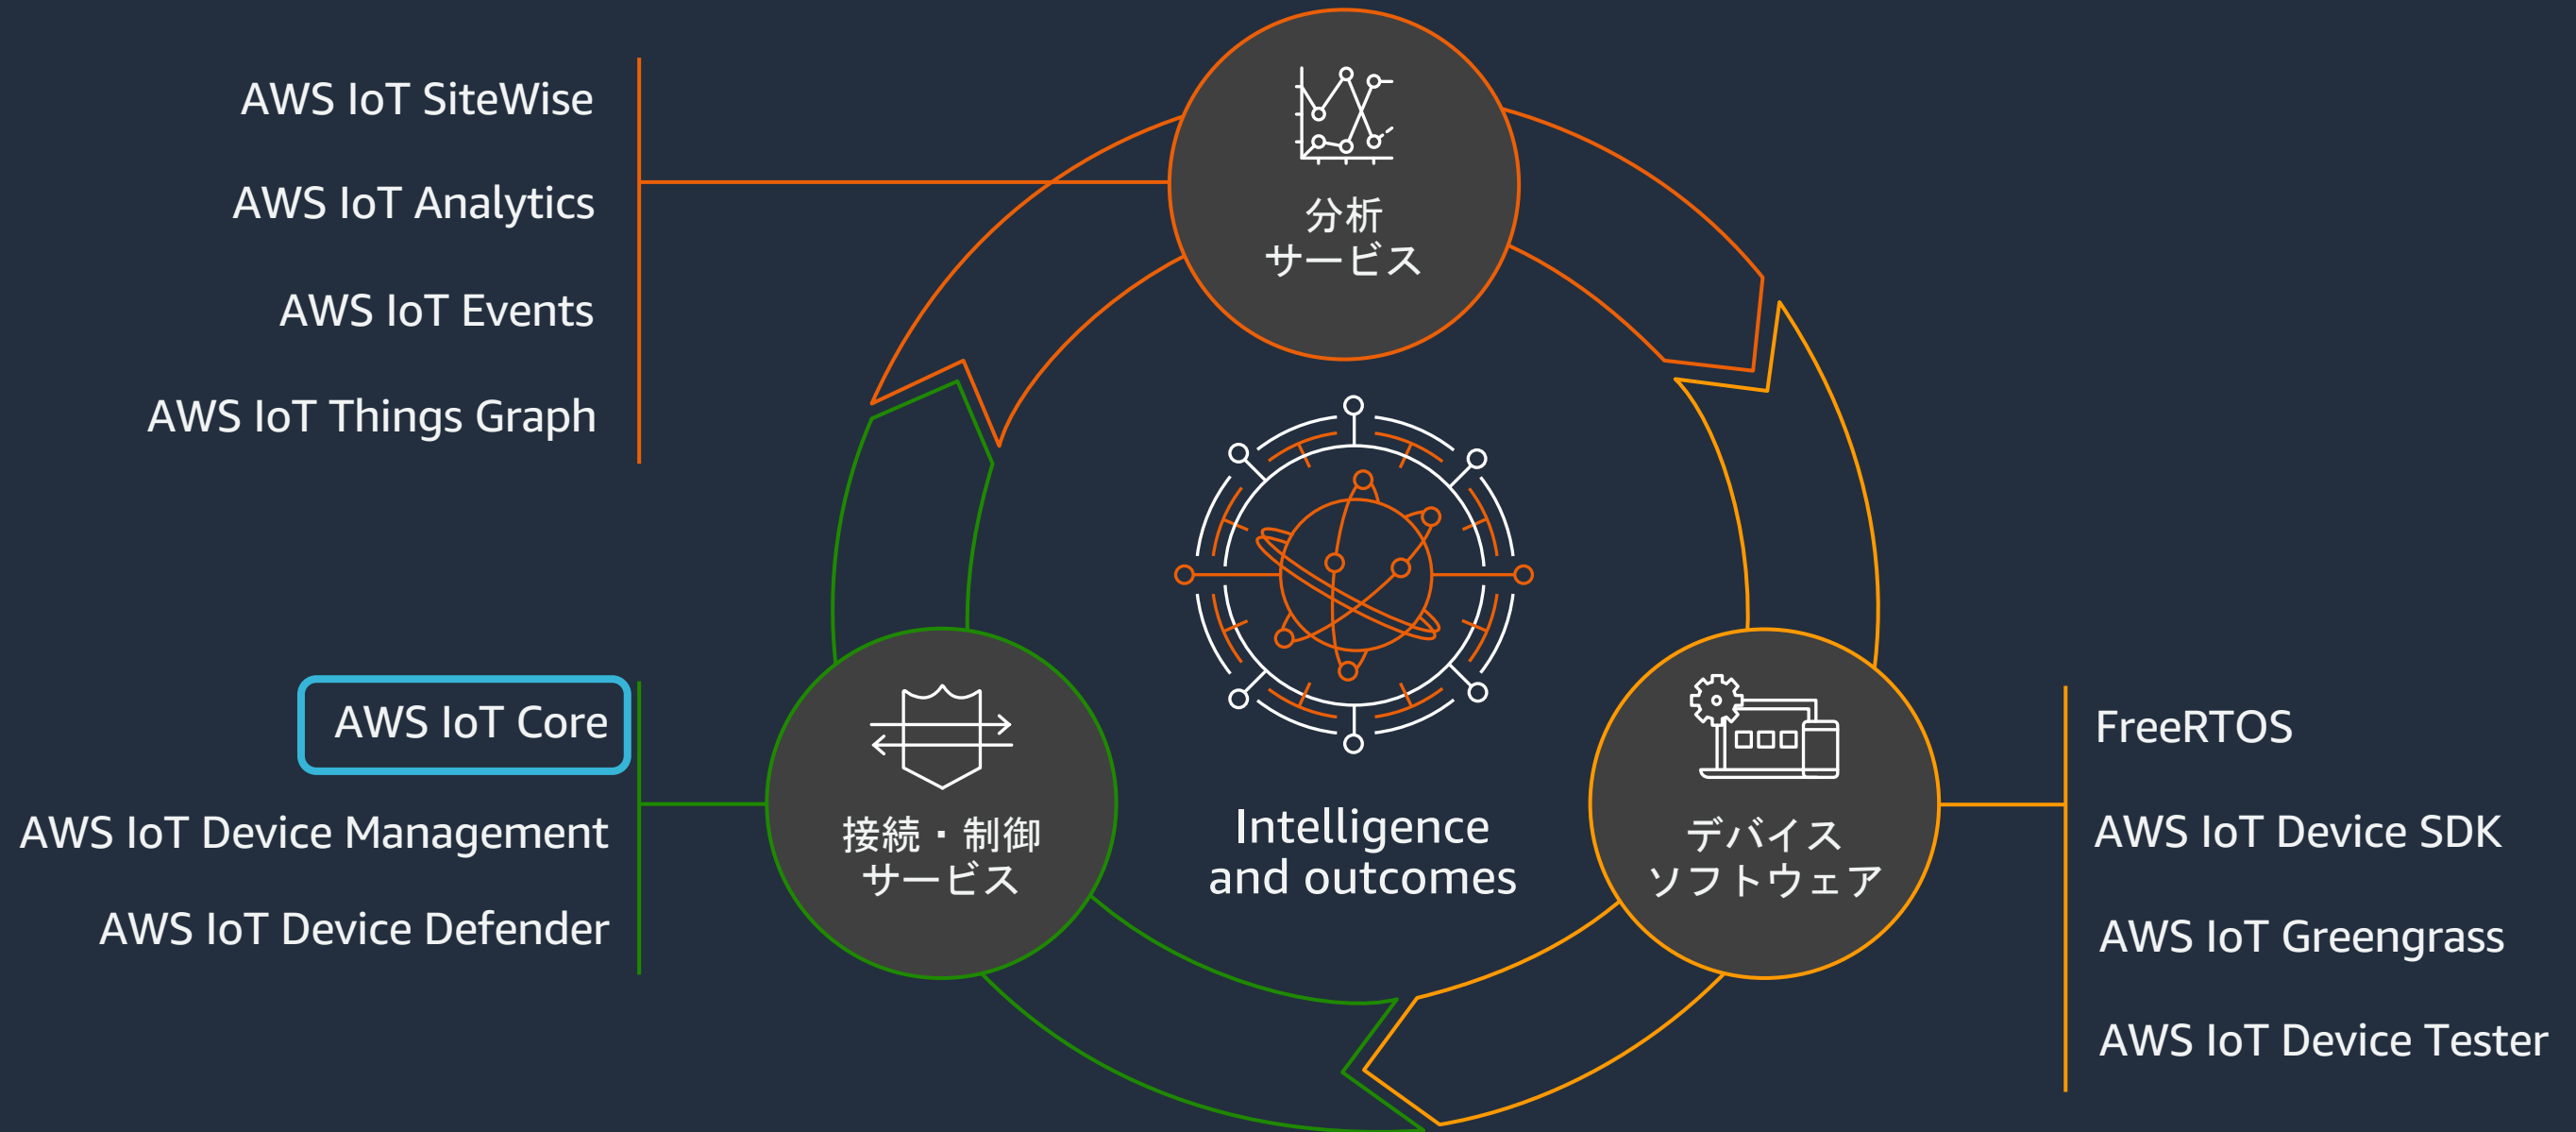 AWS IoT SiteWise
AWS IoT Analytics
AWS IoT Events
AWS IoT Things Graph
分析
サービス
AWS IoT Core
AWS IoT Device Management
AWS IoT Device Defender
接続・制御
サービス
Intelligence
and outcomes
デバイス
ソフトウェア
FreeRTOS
AWS IoT Device SDK
AWS IoT Greengrass
AWS IoT Device Tester